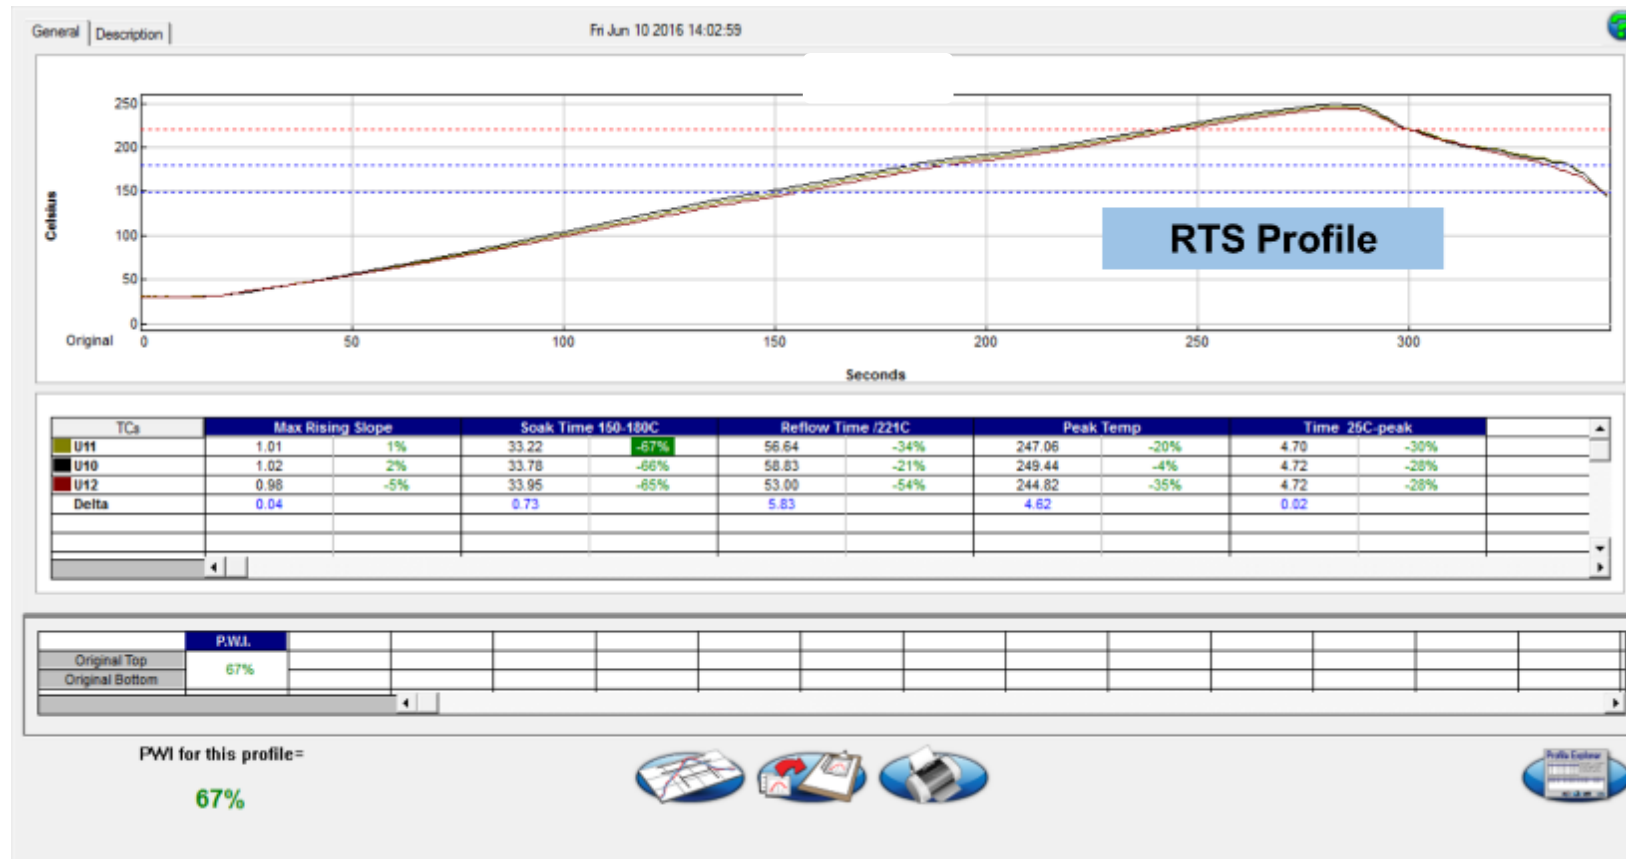 General Description Fri Jun 10 2016 14:02:59
250
200
150
100
50
0
Celsius
RTS Profile
Original 0 50 100 150 200 250 300
Seconds
TCs Max Rising Slope Soak Time 150-180C Reflow Time /221C Peak Temp Time 25C-peak
U11 1.01 1% 33.22 -67% 56.64 -34% 247.06 -20% 4.70 -30%
U10 1.02 2% 33.78 -66% 58.83 -21% 249.44 -4% 4.72 -28%
U12 0.98 -5% 33.95 -65% 53.00 -54% 244.82 -35% 4.72 -28%
Delta 0.04 0.73 5.83 4.62 0.02
P.W.I.
Original Top
67%
Original Bottom
PWI for this profile=
67%
Profile Explorer